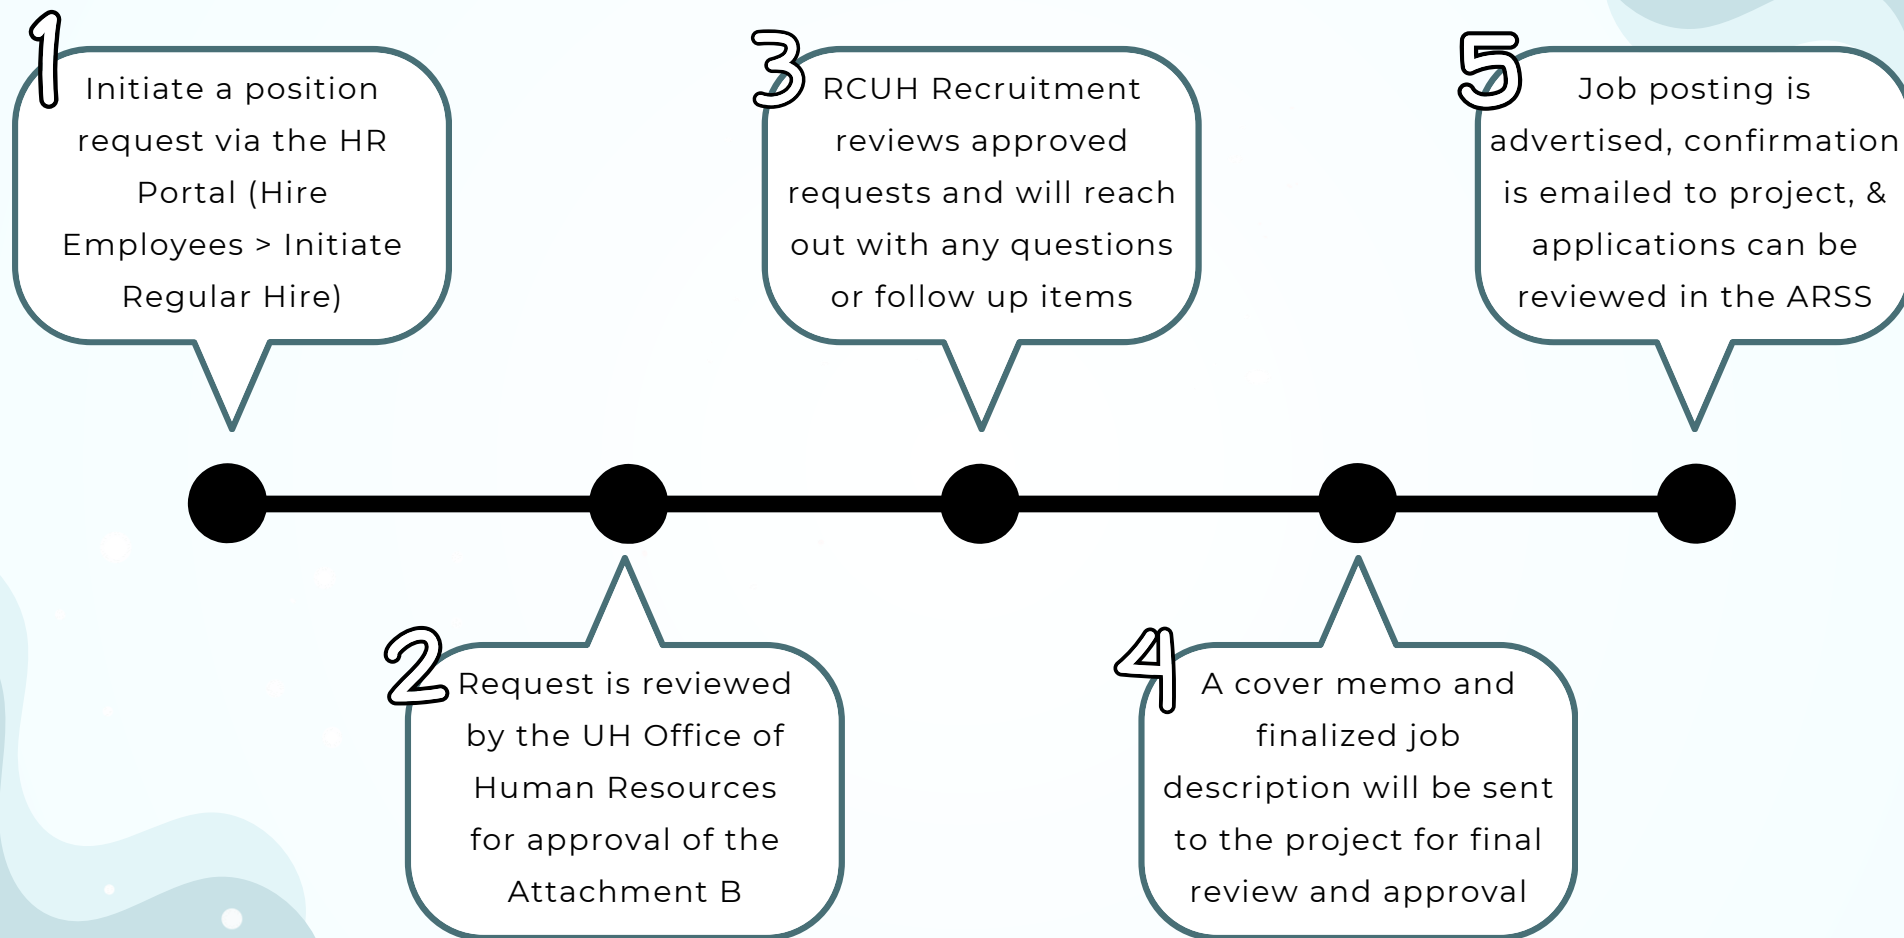 1
Initiate a position
request via the HR
Portal (Hire
Employees > Initiate
Regular Hire)
2
Request is reviewed
by the UH Office of
Human Resources
for approval of the
Attachment B
3
RCUH Recruitment
reviews approved
requests and will reach
out with any questions
or follow up items
4
A cover memo and
finalized job
description will be sent
to the project for final
review and approval
5
Job posting is
advertised, confirmation
is emailed to project, &
applications can be
reviewed in the ARSS